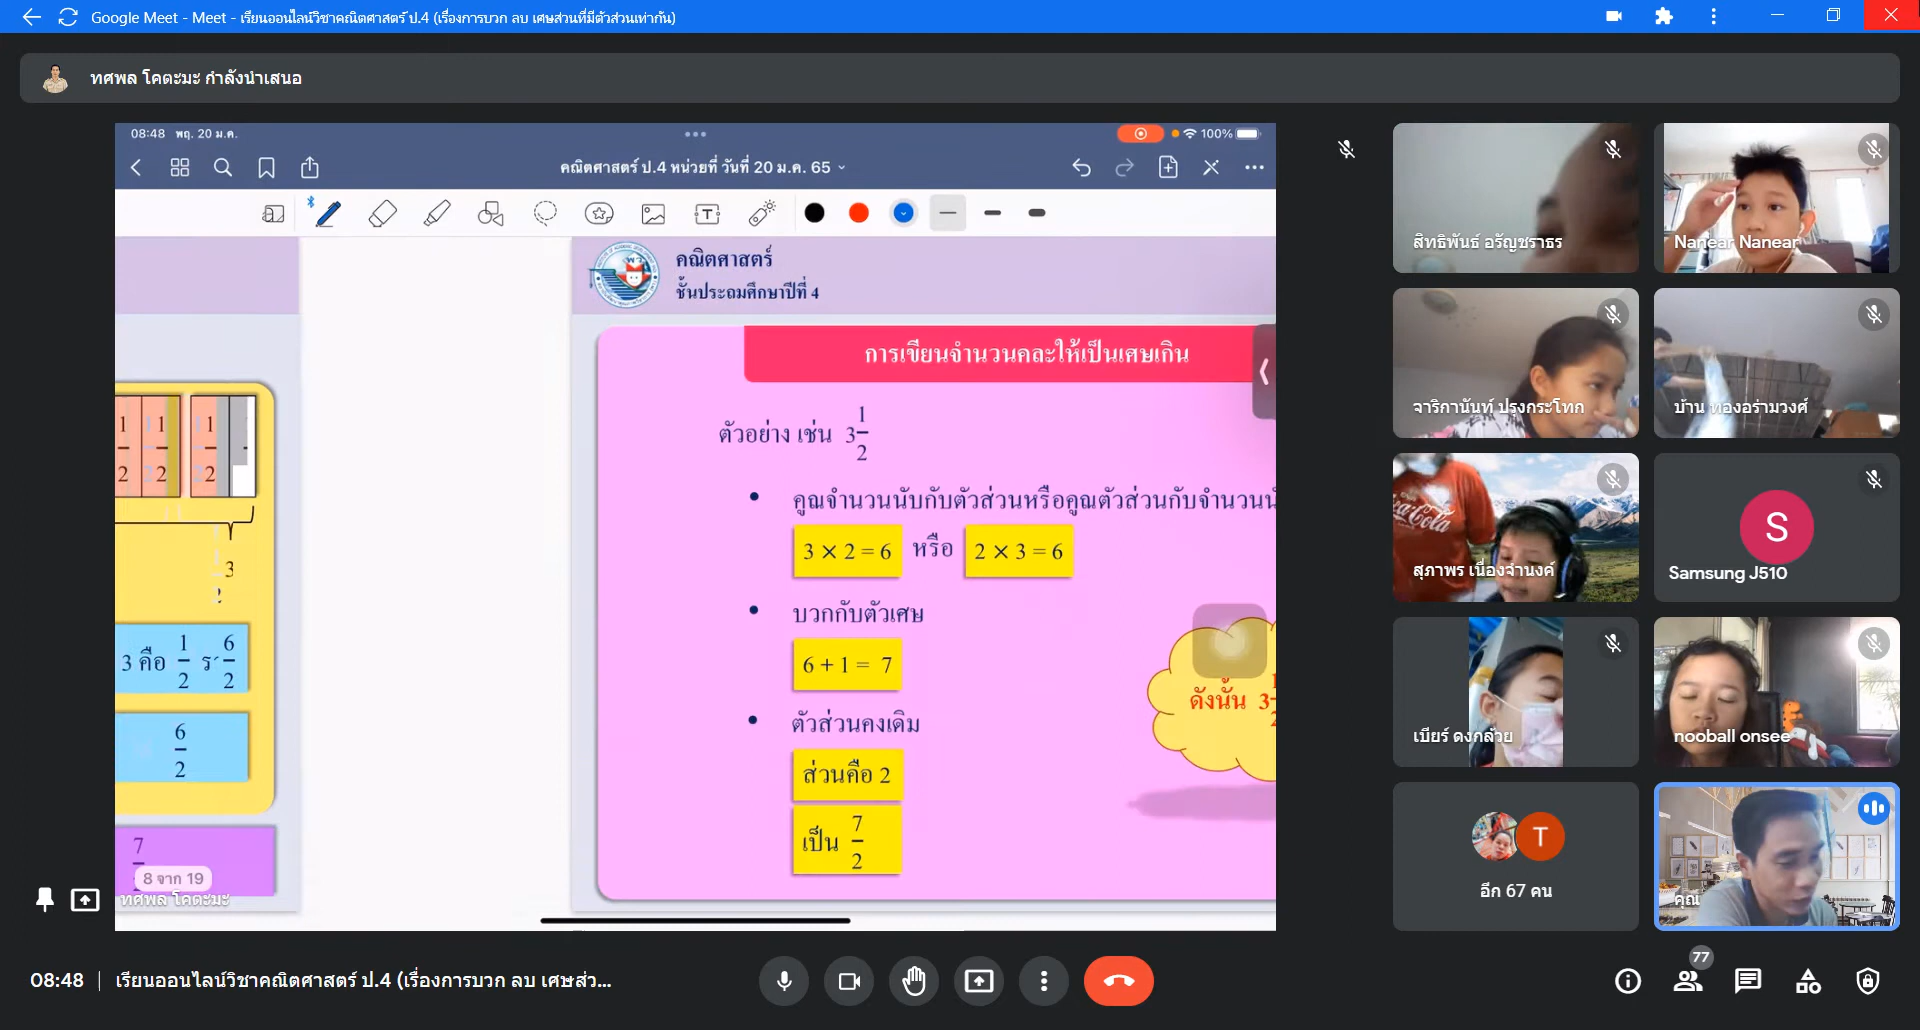 Google Meet - Meet - เรียนออนไลน์วิชาคณิตศาสตร์ ป.4 (เรื่องการบวก ลบ เศษส่วนที่มีตัวส่วนเท่ากัน)
ทศพล โคตะมะ กำลังนำเสนอ
08:48 พฤ. 20 ม.ค.
100%
คณิตศาสตร์ ป.4 หน่วยที่ วันที่ 20 ม.ค. 65
T
คณิตศาสตร์
ชั้นประถมศึกษาปีที่ 4
การเขียนจำนวนคละให้เป็นเศษเกิน
ตัวอย่าง เช่น 3 1/2
• คูณจำนวนนับกับตัวส่วนหรือคูณตัวส่วนกับจำนวนนั
3 × 2 = 6 หรือ 2 × 3 = 6
• บวกกับตัวเศษ
6 + 1 = 7
• ตัวส่วนคงเดิม
ส่วนคือ 2
เป็น 7/2
ดังนั้น 3
1/2 1/2 1/2
3
3 คือ 1/2 6/2
6/2
7
8 จาก 19
ทศพล โคตะมะ
สิทธิพันธ์ อรัญชราธร
Nanear Nanear
จาริกานันท์ ปรุงกระโทก
บ้าน ทองอร่ามวงศ์
Coca-Cola
สุภาพร เนื่องจำนงค์
S
Samsung J510
เบียร์ ดงกล้วย
nooball onsee
T
อีก 67 คน
คุณ
08:48 | เรียนออนไลน์วิชาคณิตศาสตร์ ป.4 (เรื่องการบวก ลบ เศษส่ว...
77